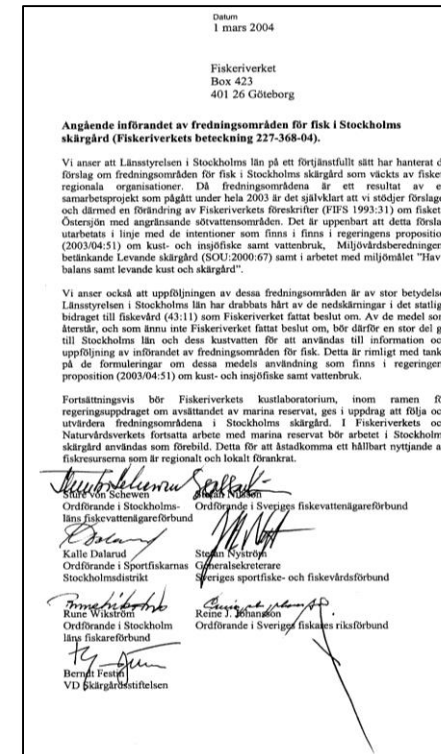 Datum
1 mars 2004
Fiskeriverket
Box 423
401 26 Göteborg
Angående införandet av fredningsområden för fisk i Stockholms
skärgård (Fiskeriverkets beteckning 227-368-04).
Vi anser att Länsstyrelsen i Stockholms län på ett förtjänstfullt sätt har hanterat d
förslag om fredningsområden för fisk i Stockholms skärgård som väckts av fisket
regionala organisationer. Då fredningsområdena är ett resultat av e
samarbetsprojekt som pågått under hela 2003 är det självklart att vi stödjer förslage
och därmed en förändring av Fiskeriverkets föreskrifter (FIFS 1993:31) om fisket
Östersjön med angränsande sötvattensområden. Det är uppenbart att detta försla
utarbetats i linje med de intentioner som finns i finns i regeringens propositio
(2003/04:51) om kust- och insjöfiske samt vattenbruk, Miljövårdsberedningen
betänkande Levande skärgård (SOU:2000:67) samt i arbetet med miljömålet "Hav
balans samt levande kust och skärgård".
Vi anser också att uppföljningen av dessa fredningsområden är av stor betydelse
Länsstyrelsen i Stockholms län har drabbats hårt av de nedskärningar i det statlig
bidraget till fiskevård (43:11) som Fiskeriverket fattat beslut om. Av de medel som
återstår, och som ännu inte Fiskeriverket fattat beslut om, bör därför en stor del g
till Stockholms län och dess kustvatten för att användas till information oc
uppföljning av införandet av fredningsområden för fisk. Detta är rimligt med tank
på de formuleringar om dessa medels användning som finns i regeringen
proposition (2003/04:51) om kust- och insjöfiske samt vattenbruk.
Fortsättningsvis bör Fiskeriverkets kustlaboratorium, inom ramen fö
regeringsuppdraget om avsättandet av marina reservat, ges i uppdrag att följa oc
utvärdera fredningsområdena i Stockholms skärgård. I Fiskeriverkets oc
Naturvårdsverkets fortsatta arbete med marina reservat bör arbetet i Stockholm
skärgård användas som förebild. Detta för att åstadkomma ett hållbart nyttjande a
fiskresurserna som är regionalt och lokalt förankrat.
Sture von Schewen Stefan Nilsson
Ordförande i Stockholms- Ordförande i Sveriges fiskevattenägareförbund
läns fiskevattenägareförbund
Kalle Dalarud Stefan Nyström
Ordförande i Sportfiskarnas Generalsekreterare
Stockholmsdistrikt Sveriges sportfiske- och fiskevårdsförbund
Rune Wikström Reine J. Johansson
Ordförande i Stockholm Ordförande i Sveriges fiskares riksförbund
läns fiskareförbund
Berndt Festin
VD Skärgårdsstiftelsen